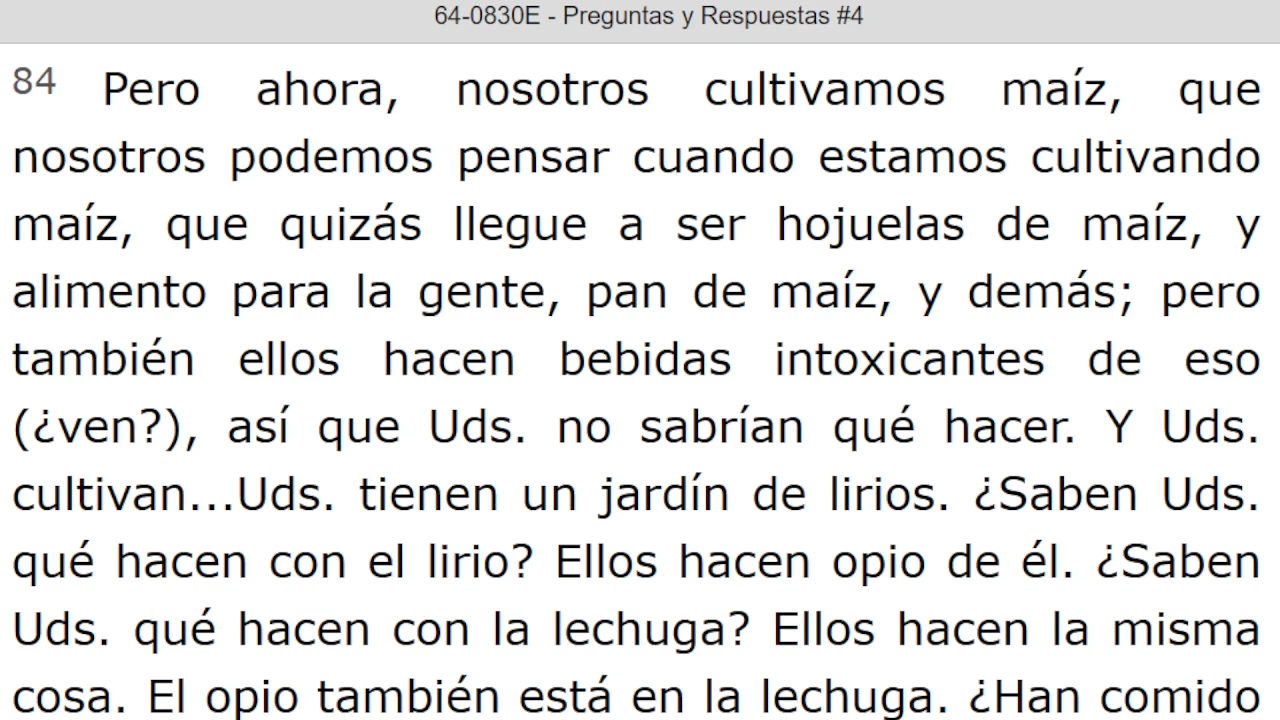 64-0830E - Preguntas y Respuestas #4
84 Pero ahora, nosotros cultivamos maíz, que
nosotros podemos pensar cuando estamos cultivando
maíz, que quizás llegue a ser hojuelas de maíz, y
alimento para la gente, pan de maíz, y demás; pero
también ellos hacen bebidas intoxicantes de eso
(¿ven?), así que Uds. no sabrían qué hacer. Y Uds.
cultivan...Uds. tienen un jardín de lirios. ¿Saben Uds.
qué hacen con el lirio? Ellos hacen opio de él. ¿Saben
Uds. qué hacen con la lechuga? Ellos hacen la misma
cosa. El opio también está en la lechuga. ¿Han comido